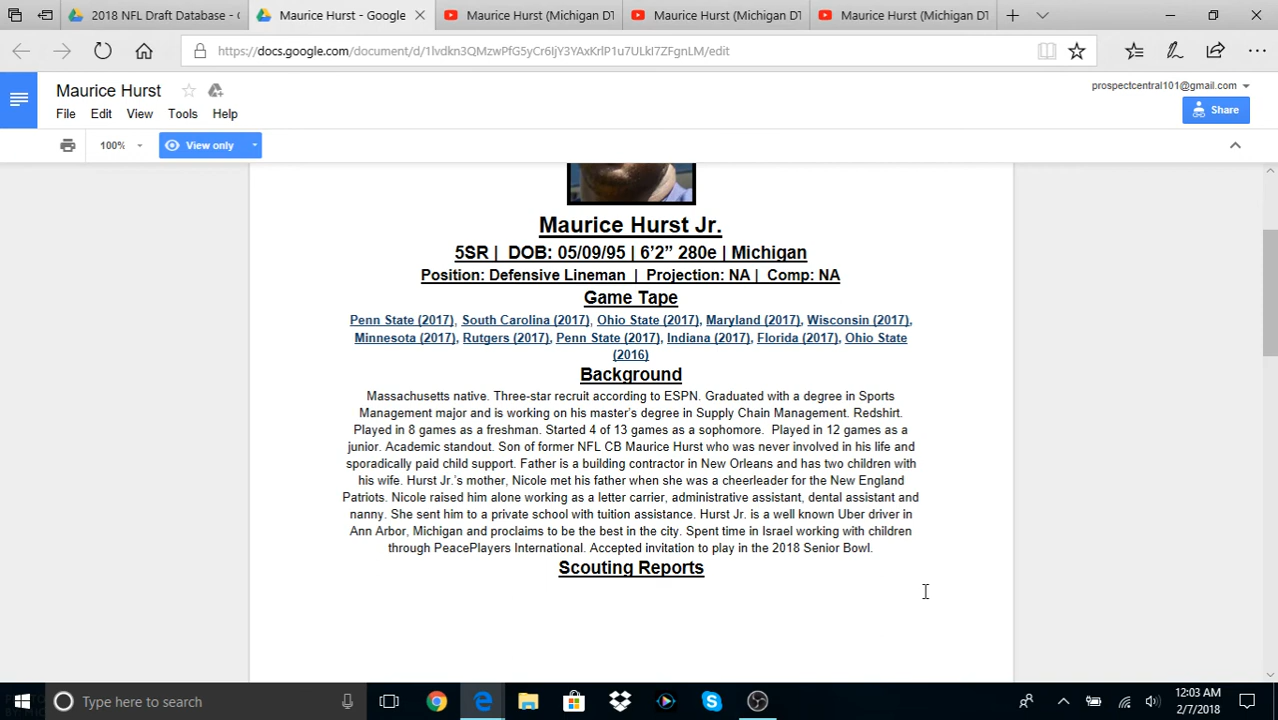 2018 NFL Draft Database - (
Maurice Hurst - Google
Maurice Hurst (Michigan DT
Maurice Hurst (Michigan DT
Maurice Hurst (Michigan DT
https://docs.google.com/document/d/1lvdkn3QMzwPfG5yCr6IjY3YAxKrlP1u7ULkI7ZFgnLM/edit
Maurice Hurst
prospectcentral101@gmail.com
File Edit View Tools Help
Share
100% View only
Maurice Hurst Jr.
5SR | DOB: 05/09/95 | 6’2” 280e | Michigan
Position: Defensive Lineman | Projection: NA | Comp: NA
Game Tape
Penn State (2017), South Carolina (2017), Ohio State (2017), Maryland (2017), Wisconsin (2017),
Minnesota (2017), Rutgers (2017), Penn State (2017), Indiana (2017), Florida (2017), Ohio State
(2016)
Background
Massachusetts native. Three-star recruit according to ESPN. Graduated with a degree in Sports
Management major and is working on his master’s degree in Supply Chain Management. Redshirt.
Played in 8 games as a freshman. Started 4 of 13 games as a sophomore. Played in 12 games as a
junior. Academic standout. Son of former NFL CB Maurice Hurst who was never involved in his life and
sporadically paid child support. Father is a building contractor in New Orleans and has two children with
his wife. Hurst Jr.’s mother, Nicole met his father when she was a cheerleader for the New England
Patriots. Nicole raised him alone working as a letter carrier, administrative assistant, dental assistant and
nanny. She sent him to a private school with tuition assistance. Hurst Jr. is a well known Uber driver in
Ann Arbor, Michigan and proclaims to be the best in the city. Spent time in Israel working with children
through PeacePlayers International. Accepted invitation to play in the 2018 Senior Bowl.
Scouting Reports
Type here to search
12:03 AM
2/7/2018